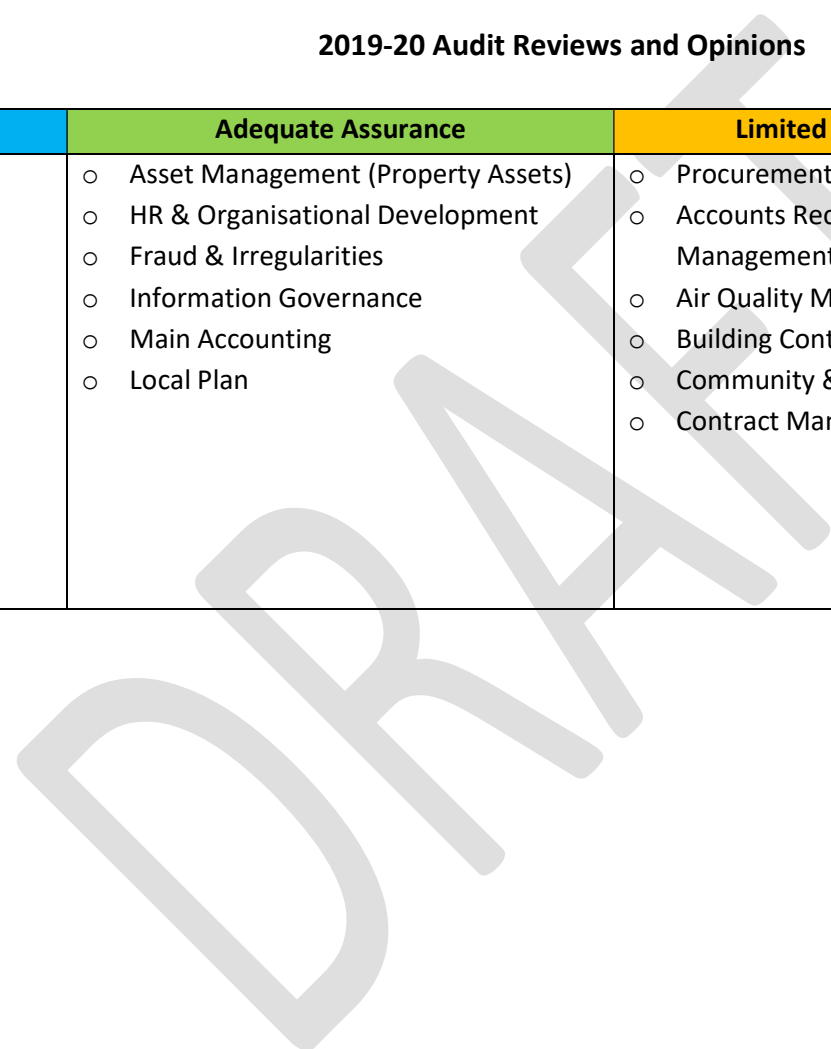 2019-20 Audit Reviews and Opinions
Adequate Assurance
o Asset Management (Property Assets)
o HR & Organisational Development
o Fraud & Irregularities
o Information Governance
o Main Accounting
o Local Plan
Limited
o Procurement
o Accounts
Management
o Air Quality
o Building
o Community &
o Contract
DRAFT